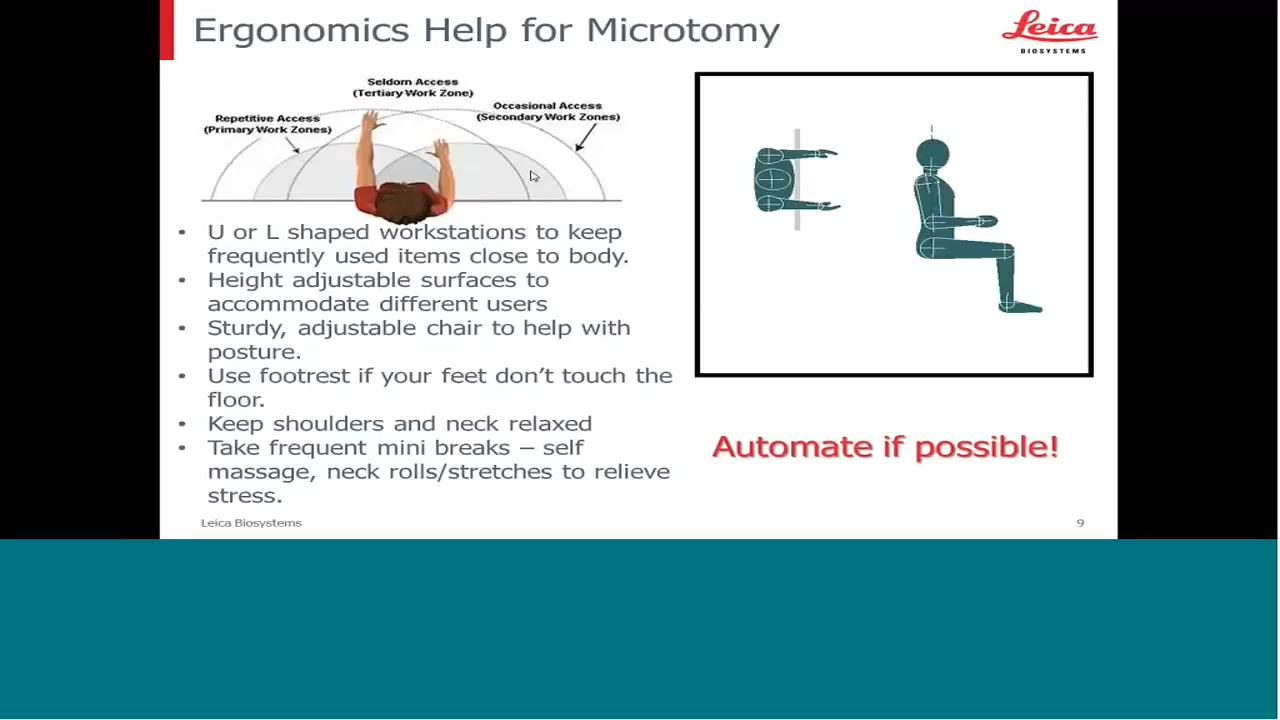 Ergonomics Help for Microtomy
Leica
BIOSYSTEMS
Seldom Access
(Tertiary Work Zone)
Occasional Access
(Secondary Work Zones)
Repetitive Access
(Primary Work Zones)
• U or L shaped workstations to keep
frequently used items close to body.
• Height adjustable surfaces to
accommodate different users
• Sturdy, adjustable chair to help with
posture.
• Use footrest if your feet don’t touch the
floor.
• Keep shoulders and neck relaxed
• Take frequent mini breaks – self
massage, neck rolls/stretches to relieve
stress.
Automate if possible!
Leica Biosystems
9